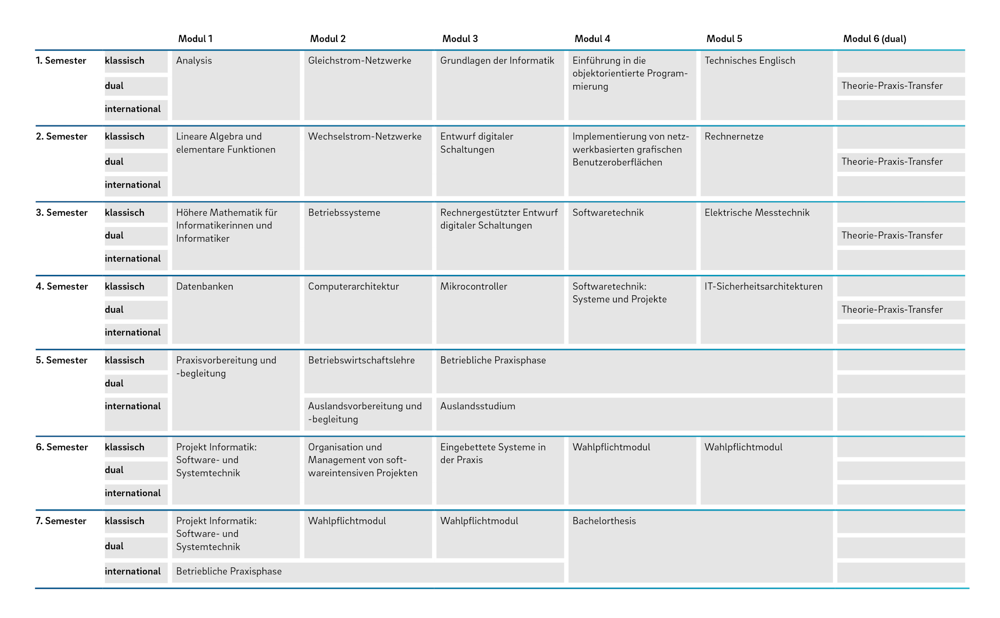 Modul 1 Modul 2 Modul 3 Modul 4 Modul 5 Modul 6 (dual)
1. Semester klassisch Analysis Gleichstrom-Netzwerke Grundlagen der Informatik Einführung in die Technisches Englisch
objektorientierte Program-
dual mierung Theorie-Praxis-Transfer
international
2. Semester klassisch Lineare Algebra und Wechselstrom-Netzwerke Entwurf digitaler Implementierung von netz- Rechnernetze
elementare Funktionen Schaltungen werkbasierten grafischen
dual Benutzeroberflächen Theorie-Praxis-Transfer
international
3. Semester klassisch Höhere Mathematik für Betriebssysteme Rechnergestützter Entwurf Softwaretechnik Elektrische Messtechnik
Informatikerinnen und digitaler Schaltungen
dual Informatiker Theorie-Praxis-Transfer
international
4. Semester klassisch Datenbanken Computerarchitektur Mikrocontroller Softwaretechnik: IT-Sicherheitsarchitekturen
Systeme und Projekte
dual Theorie-Praxis-Transfer
international
5. Semester klassisch Praxisvorbereitung und Betriebswirtschaftslehre Betriebliche Praxisphase
-begleitung
dual
international Auslandsvorbereitung und Auslandsstudium
-begleitung
6. Semester klassisch Projekt Informatik: Organisation und Eingebettete Systeme in Wahlpflichtmodul Wahlpflichtmodul
Software- und Management von soft- der Praxis
dual Systemtechnik wareintensiven Projekten
international
7. Semester klassisch Projekt Informatik: Wahlpflichtmodul Wahlpflichtmodul Bachelorthesis
Software- und
dual Systemtechnik
international Betriebliche Praxisphase